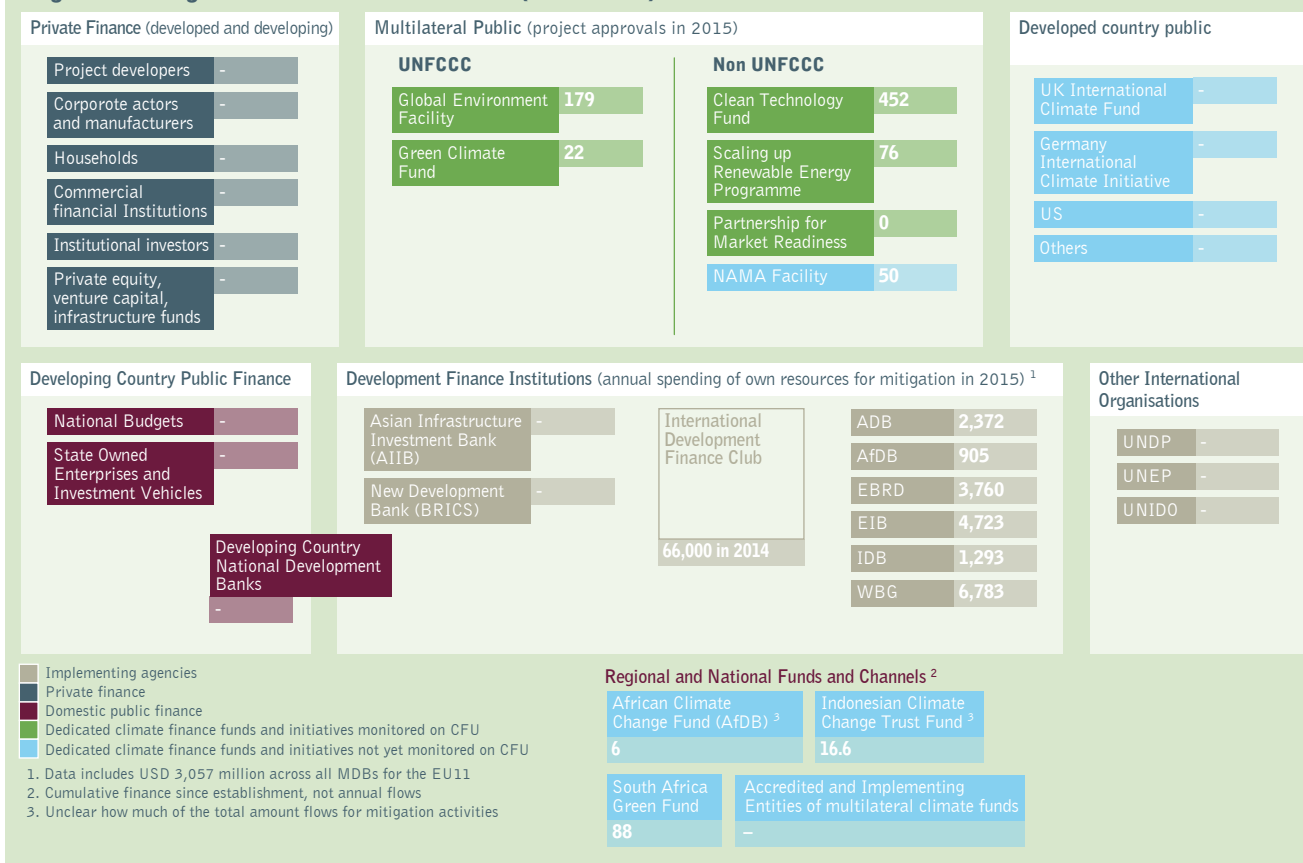 Private Finance (developed and developing)
Project developers -
Corporote actors -
and manufacturers
Households -
Commercial -
financial Institutions
Institutional investors -
Private equity, -
venture capital,
infrastructure funds
Multilateral Public (project approvals in 2015)
UNFCCC
Global Environment 179
Facility
Green Climate 22
Fund
Non UNFCCC
Clean Technology 452
Fund
Scaling up 76
Renewable Energy
Programme
Partnership for 0
Market Readiness
NAMA Facility 50
Developed country public
UK International -
Climate Fund
Germany -
International
Climate Initiative
US -
Others -
Developing Country Public Finance
National Budgets -
State Owned -
Enterprises and
Investment Vehicles
Developing Country
National Development
Banks
-
Development Finance Institutions (annual spending of own resources for mitigation in 2015) 1
Asian Infrastructure -
Investment Bank
(AIIB)
New Development -
Bank (BRICS)
International
Development
Finance Club
66,000 in 2014
ADB 2,372
AfDB 905
EBRD 3,760
EIB 4,723
IDB 1,293
WBG 6,783
Other International
Organisations
UNDP -
UNEP -
UNIDO -
Implementing agencies
Private finance
Domestic public finance
Dedicated climate finance funds and initiatives monitored on CFU
Dedicated climate finance funds and initiatives not yet monitored on CFU
1. Data includes USD 3,057 million across all MDBs for the EU11
2. Cumulative finance since establishment, not annual flows
3. Unclear how much of the total amount flows for mitigation activities
Regional and National Funds and Channels 2
African Climate
Change Fund (AfDB) 3
6
Indonesian Climate
Change Trust Fund 3
16.6
South Africa
Green Fund
88
Accredited and Implementing
Entities of multilateral climate funds
–